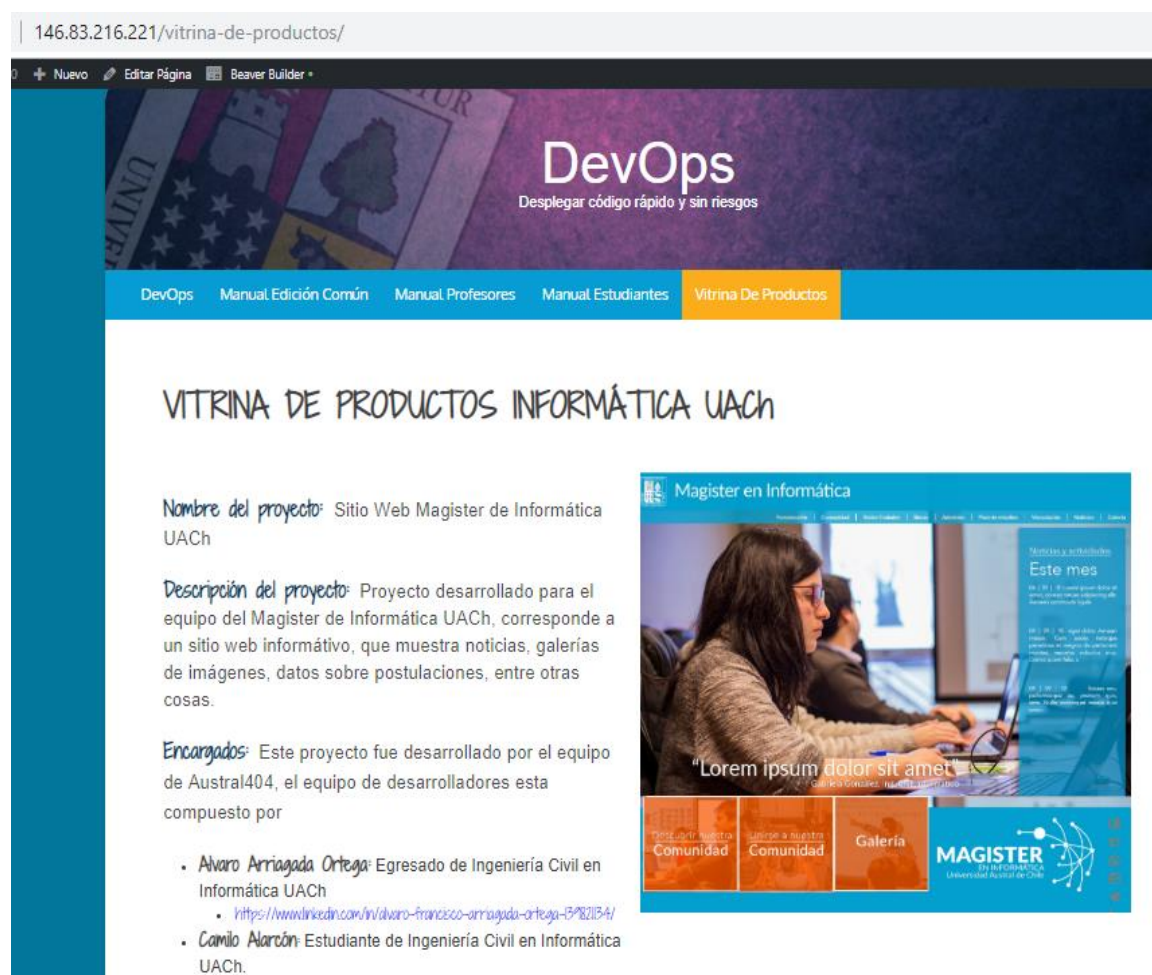 146.83.216.221/vitrina-de-productos/
Nuevo Editar Página Beaver Builder
UNIVER
DevOps
Desplegar código rápido y sin riesgos
DevOps Manual Edición Común Manual Profesores Manual Estudiantes Vitrina De Productos
VITRINA DE PRODUCTOS INFORMÁTICA UACh
Nombre del proyecto: Sitio Web Magister de Informática
UACh
Descripción del proyecto: Proyecto desarrollado para el
equipo del Magister de Informática UACh, corresponde a
un sitio web informátivo, que muestra noticias, galerías
de imágenes, datos sobre postulaciones, entre otras
cosas.
Encargados: Este proyecto fue desarrollado por el equipo
de Austral404, el equipo de desarrolladores esta
compuesto por
Alvaro Arriagada Ortega: Egresado de Ingeniería Civil en
Informática UACh
https://www.linkedin.com/in/alvaro-francisco-arriagada-ortega-139821134/
Camilo Alarcón: Estudiante de Ingeniería Civil en Informática
UACh.
Magister en Informática
Noticias y actividades
Este mes
"Lorem ipsum dolor sit amet"
Descubrir nuestra
Comunidad
Unirse a nuestra
Comunidad
Galería
MAGISTER
EN INFORMÁTICA
Universidad Austral de Chile